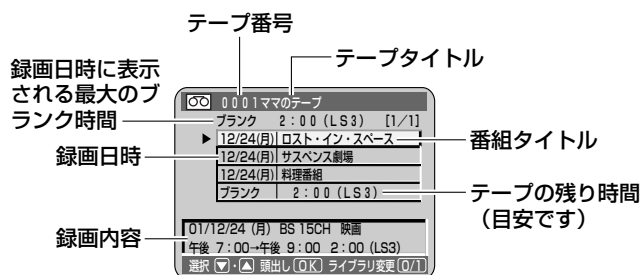 テープ番号
テープタイトル
録画日時に表示
される最大のブ
ランク時間
0001ママのテープ
ブランク 2:00(LS3) [1/1]
▶ 12/24(月) ロスト・イン・スペース
番組タイトル
録画日時
12/24(月) サスペンス劇場
12/24(月) 料理番組
ブランク 2:00(LS3)
テープの残り時間
(目安です)
録画内容
01/12/24 (月) BS 15CH 映画
午後 7:00→午後 9:00 2:00 (LS3)
選択▼・▲ 頭出し(OK) ライブラリ変更(0/1)